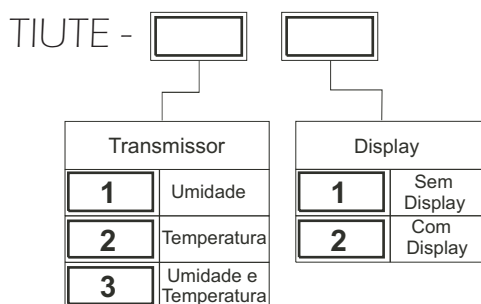 TIUTE -
Transmissor
1 Umidade
2 Temperatura
3 Umidade e
Temperatura
Display
1 Sem
Display
2 Com
Display